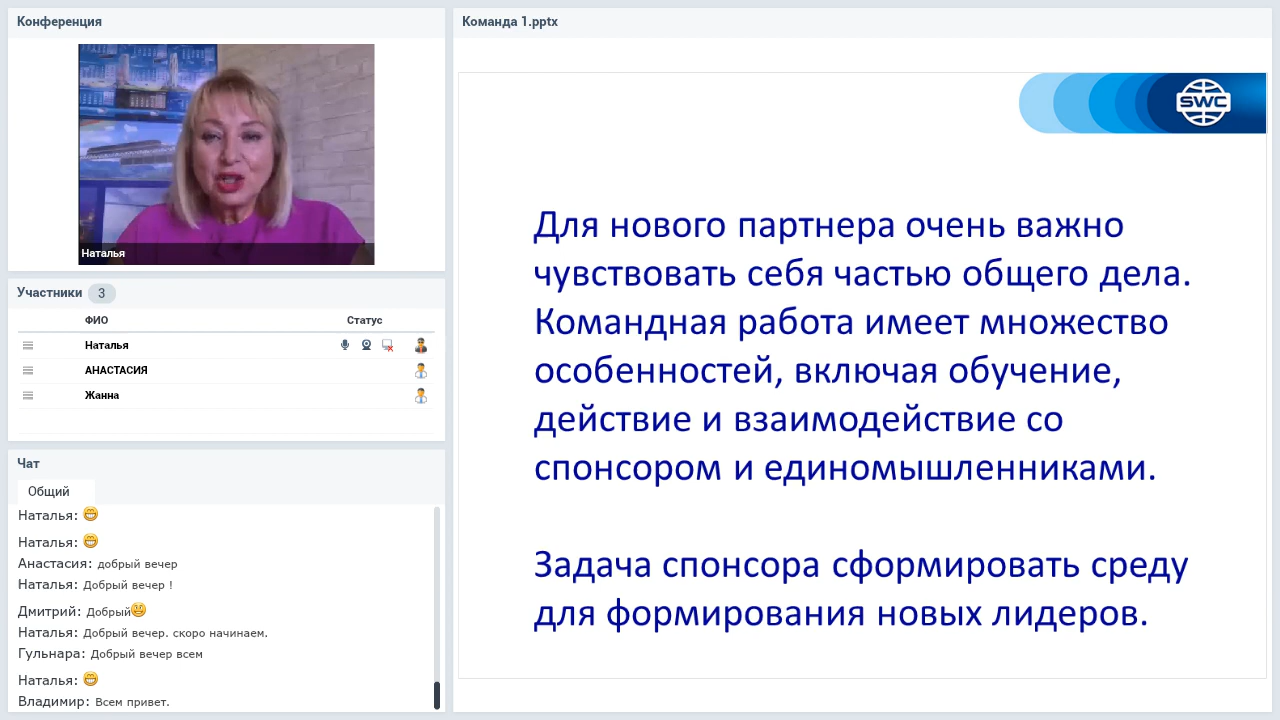 Конференция
Наталья
Участники 3
ФИО Статус
Наталья
АНАСТАСИЯ
Жанна
Чат
Общий
Наталья:
Наталья:
Анастасия: добрый вечер
Наталья: Добрый вечер !
Дмитрий: Добрый
Наталья: Добрый вечер. скоро начинаем.
Гульнара: Добрый вечер всем
Наталья:
Владимир: Всем привет.
Команда 1.pptx
SWC
Для нового партнера очень важно
чувствовать себя частью общего дела.
Командная работа имеет множество
особенностей, включая обучение,
действие и взаимодействие со
спонсором и единомышленниками.
Задача спонсора сформировать среду
для формирования новых лидеров.